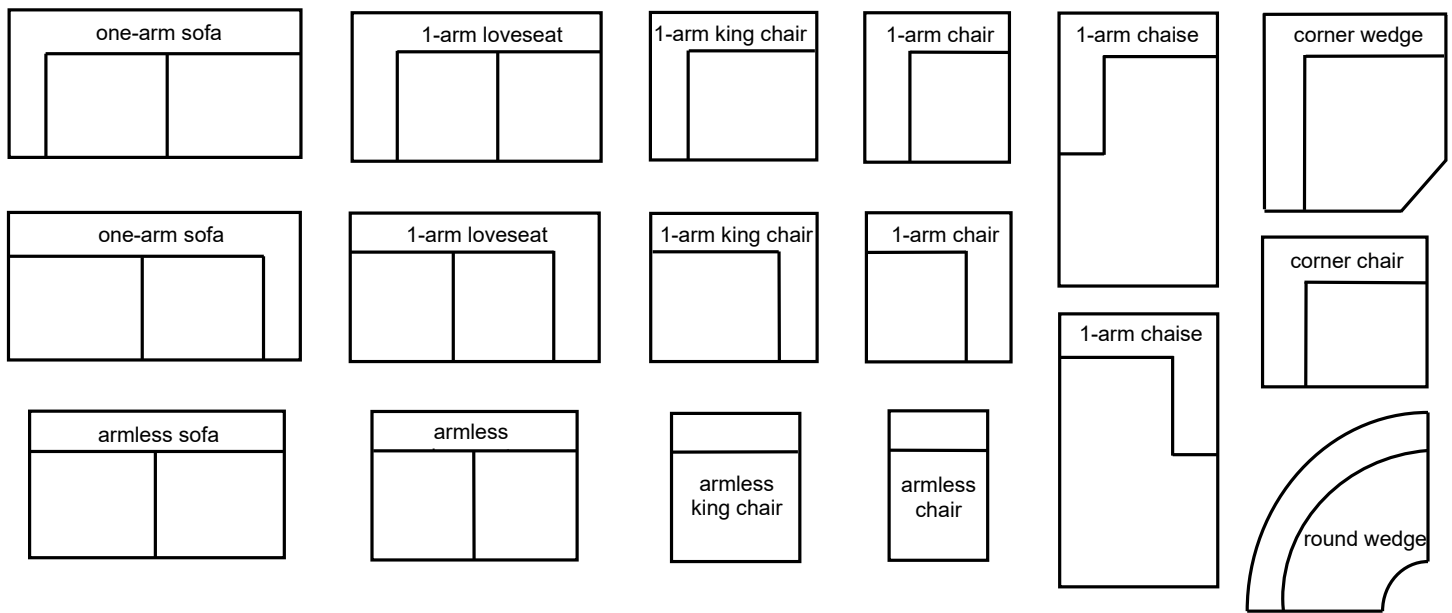 one-arm sofa
1-arm loveseat
1-arm king chair
1-arm chair
1-arm chaise
corner wedge
one-arm sofa
1-arm loveseat
1-arm king chair
1-arm chair
corner chair
1-arm chaise
armless sofa
armless
armless
king chair
armless
chair
round wedge